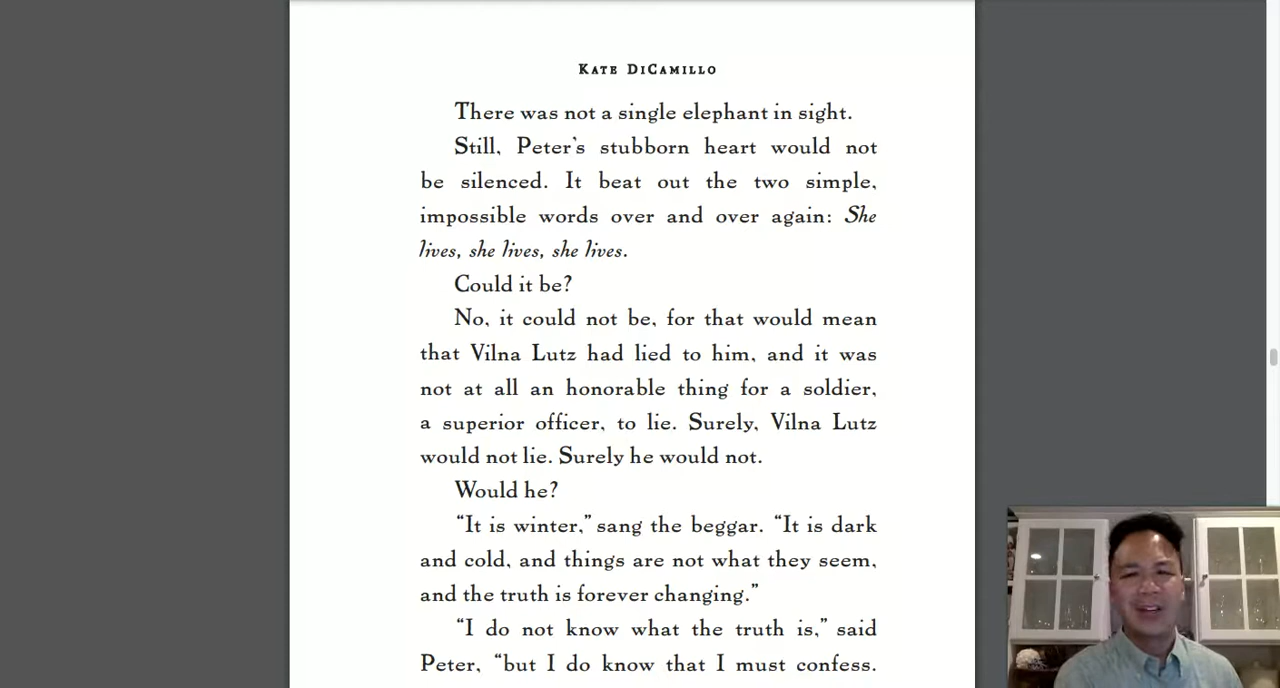 KATE DICAMILLO
There was not a single elephant in sight.
Still, Peter's stubborn heart would not
be silenced. It beat out the two simple,
impossible words over and over again: She
lives, she lives, she lives.
Could it be?
No, it could not be, for that would mean
that Vilna Lutz had lied to him, and it was
not at all an honorable thing for a soldier,
a superior officer, to lie. Surely, Vilna Lutz
would not lie. Surely he would not.
Would he?
“It is winter,” sang the beggar. “It is dark
and cold, and things are not what they seem,
and the truth is forever changing.”
“I do not know what the truth is,” said
Peter, “but I do know that I must confess.